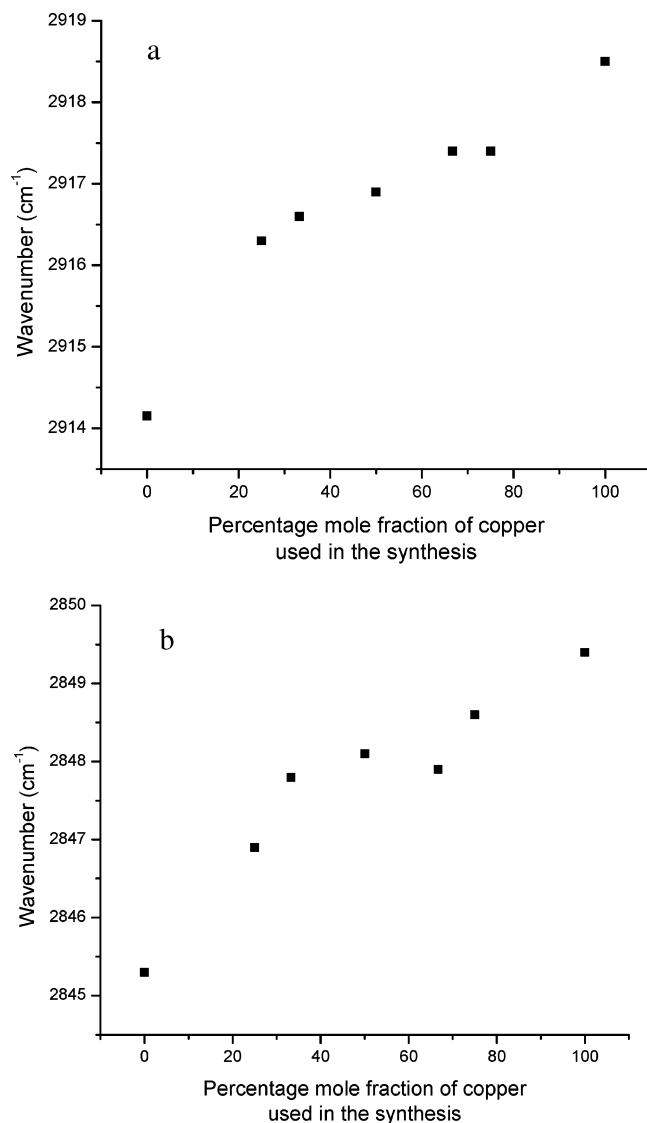 a
2919
2918
2917
2916
2915
2914
Wavenumber (cm-1)
0 20 40 60 80 100
Percentage mole fraction of copper
used in the synthesis
b
2850
2849
2848
2847
2846
2845
Wavenumber (cm-1)
0 20 40 60 80 100
Percentage mole fraction of copper
used in the synthesis